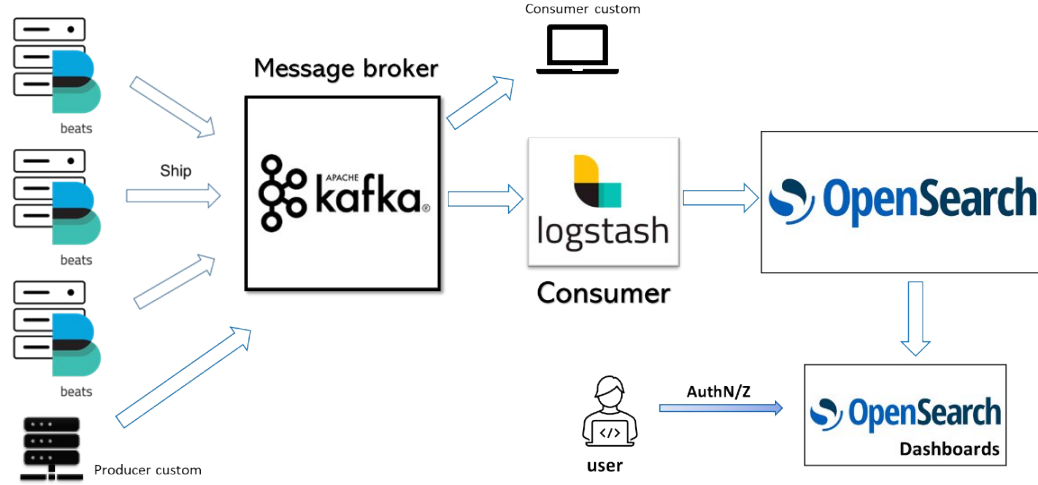 Consumer custom
Message broker
beats
Ship
APACHE
kafka®
logstash
OpenSearch
beats
Consumer
beats
AuthN/Z
OpenSearch
Dashboards
user
Producer custom